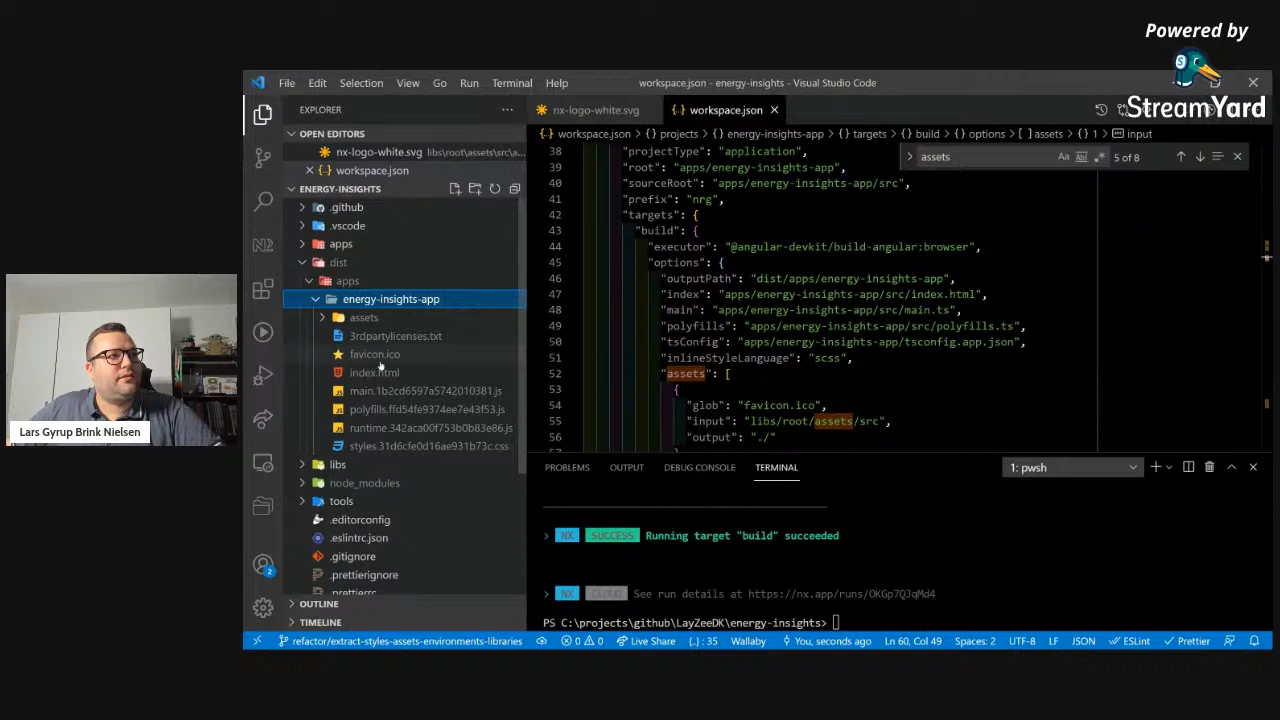 Powered by
StreamYard
File Edit Selection View Go Run Terminal Help
workspace.json - energy-insights - Visual Studio Code
EXPLORER
OPEN EDITORS
nx-logo-white.svg libs\root\assets\src\a...
workspace.json
ENERGY-INSIGHTS
.github
.vscode
apps
dist
apps
energy-insights-app
assets
3rdpartylicenses.txt
favicon.ico
index.html
main.1b2cd6597a5742010381.js
polyfills.ffd54fe9374ee7e43f53.js
runtime.342aca00f753b0b83e86.js
styles.31d6cfe0d16ae931b73c.css
libs
node_modules
tools
.editorconfig
.eslintrc.json
.gitignore
.prettierignore
.prettierrc
OUTLINE
TIMELINE
nx-logo-white.svg
workspace.json
workspace.json > {} projects > {} energy-insights-app > {} targets > {} build > {} options > [ ] assets > {} 1 > input
assets
5 of 8
38 "projectType": "application",
39 "root": "apps/energy-insights-app",
40 "sourceRoot": "apps/energy-insights-app/src",
41 "prefix": "nrg",
42 "targets": {
43 "build": {
44 "executor": "@angular-devkit/build-angular:browser",
45 "options": {
46 "outputPath": "dist/apps/energy-insights-app",
47 "index": "apps/energy-insights-app/src/index.html",
48 "main": "apps/energy-insights-app/src/main.ts",
49 "polyfills": "apps/energy-insights-app/src/polyfills.ts",
50 "tsConfig": "apps/energy-insights-app/tsconfig.app.json",
51 "inlineStyleLanguage": "scss",
52 "assets": [
53 {
54 "glob": "favicon.ico",
55 "input": "libs/root/assets/src",
56 "output": "./"
PROBLEMS OUTPUT DEBUG CONSOLE TERMINAL
1: pwsh
> NX SUCCESS Running target "build" succeeded
> NX CLOUD See run details at https://nx.app/runs/OKGp7QJqMd4
PS C:\projects\github\LayZeeDK\energy-insights>
Lars Gyrup Brink Nielsen
2
refactor/extract-styles-assets-environments-libraries
0 0 Live Share {..} : 35 Wallaby You, seconds ago Ln 60, Col 49 Spaces: 2 UTF-8 LF JSON ESLint Prettier